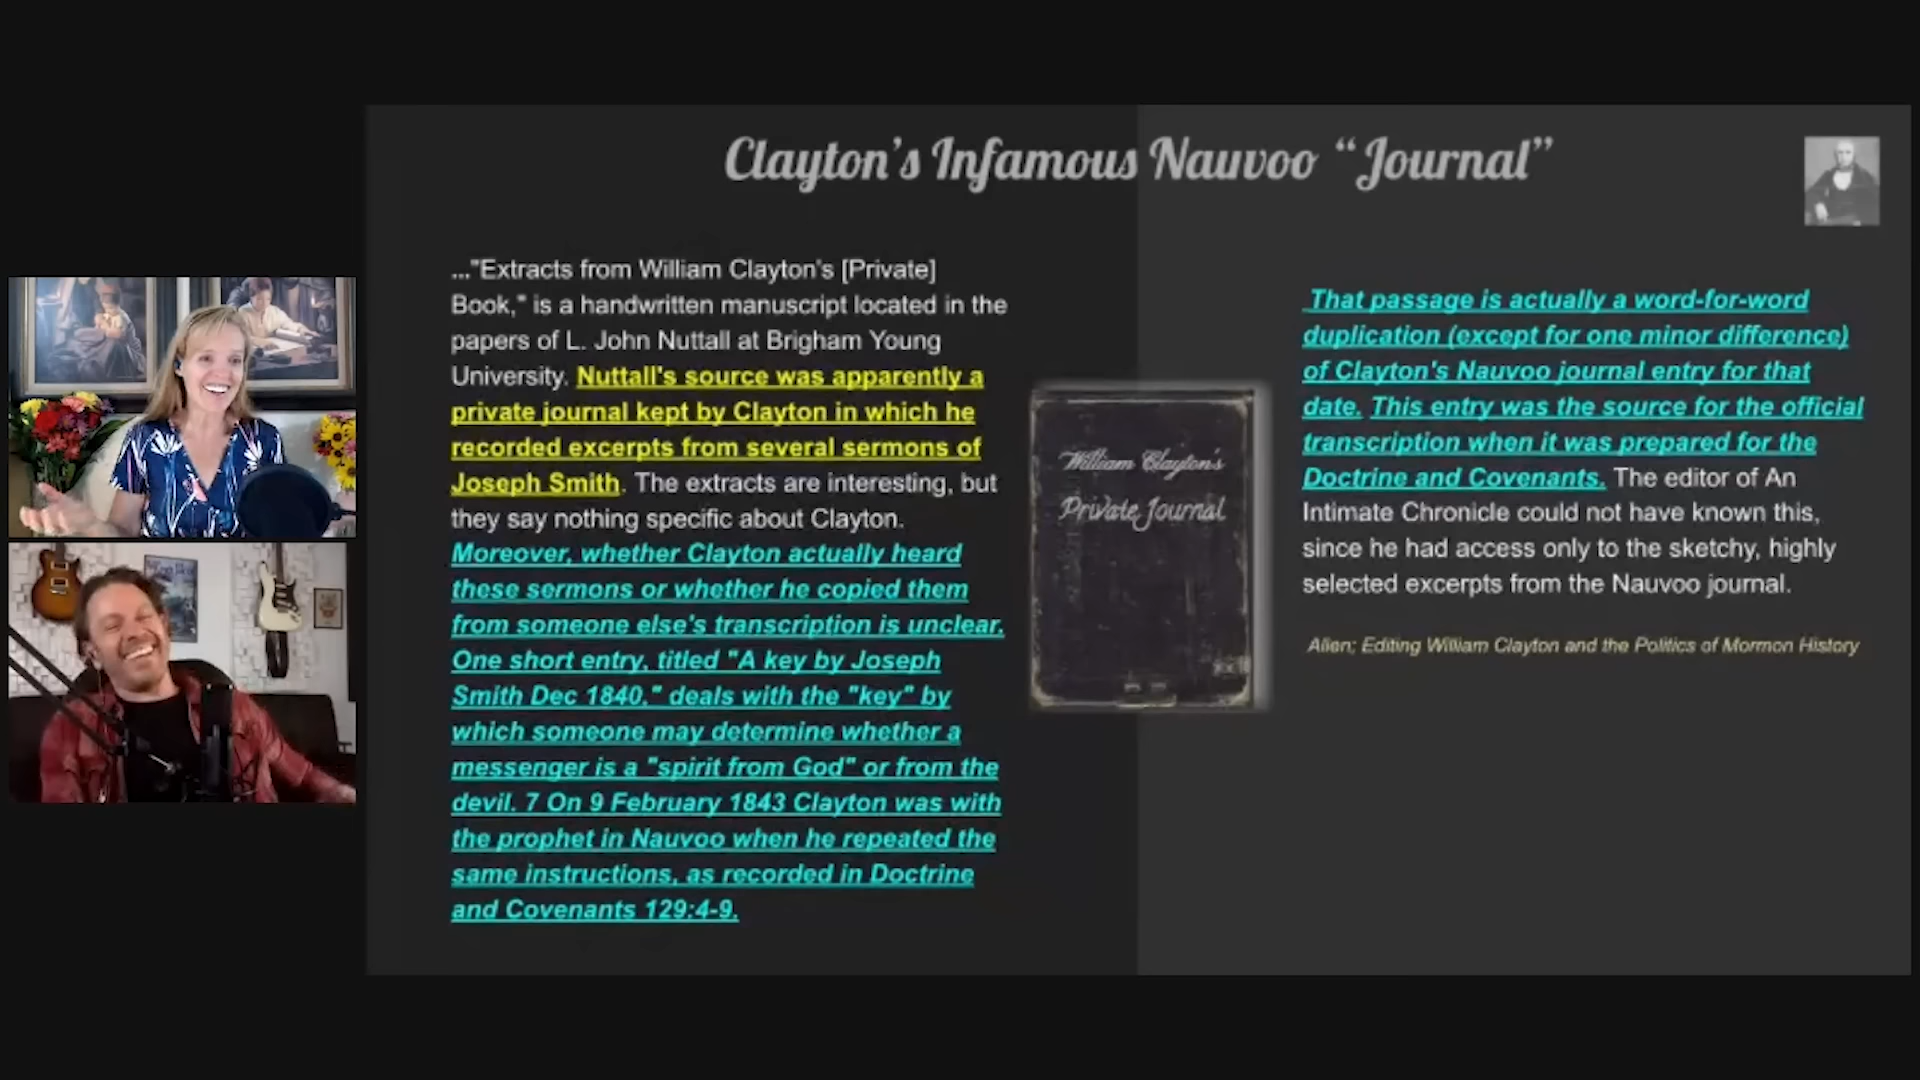 Clayton's Infamous Nauvoo “Journal”
..."Extracts from William Clayton's [Private]
Book," is a handwritten manuscript located in the
papers of L. John Nuttall at Brigham Young
University. Nuttall's source was apparently a
private journal kept by Clayton in which he
recorded excerpts from several sermons of
Joseph Smith. The extracts are interesting, but
they say nothing specific about Clayton.
Moreover, whether Clayton actually heard
these sermons or whether he copied them
from someone else's transcription is unclear.
One short entry, titled "A key by Joseph
Smith Dec 1840," deals with the "key" by
which someone may determine whether a
messenger is a "spirit from God" or from the
devil. 7 On 9 February 1843 Clayton was with
the prophet in Nauvoo when he repeated the
same instructions, as recorded in Doctrine
and Covenants 129:4-9.
William Clayton's
Private Journal
That passage is actually a word-for-word
duplication (except for one minor difference)
of Clayton's Nauvoo journal entry for that
date. This entry was the source for the official
transcription when it was prepared for the
Doctrine and Covenants. The editor of An
Intimate Chronicle could not have known this,
since he had access only to the sketchy, highly
selected excerpts from the Nauvoo journal.
Allen; Editing William Clayton and the Politics of Mormon History